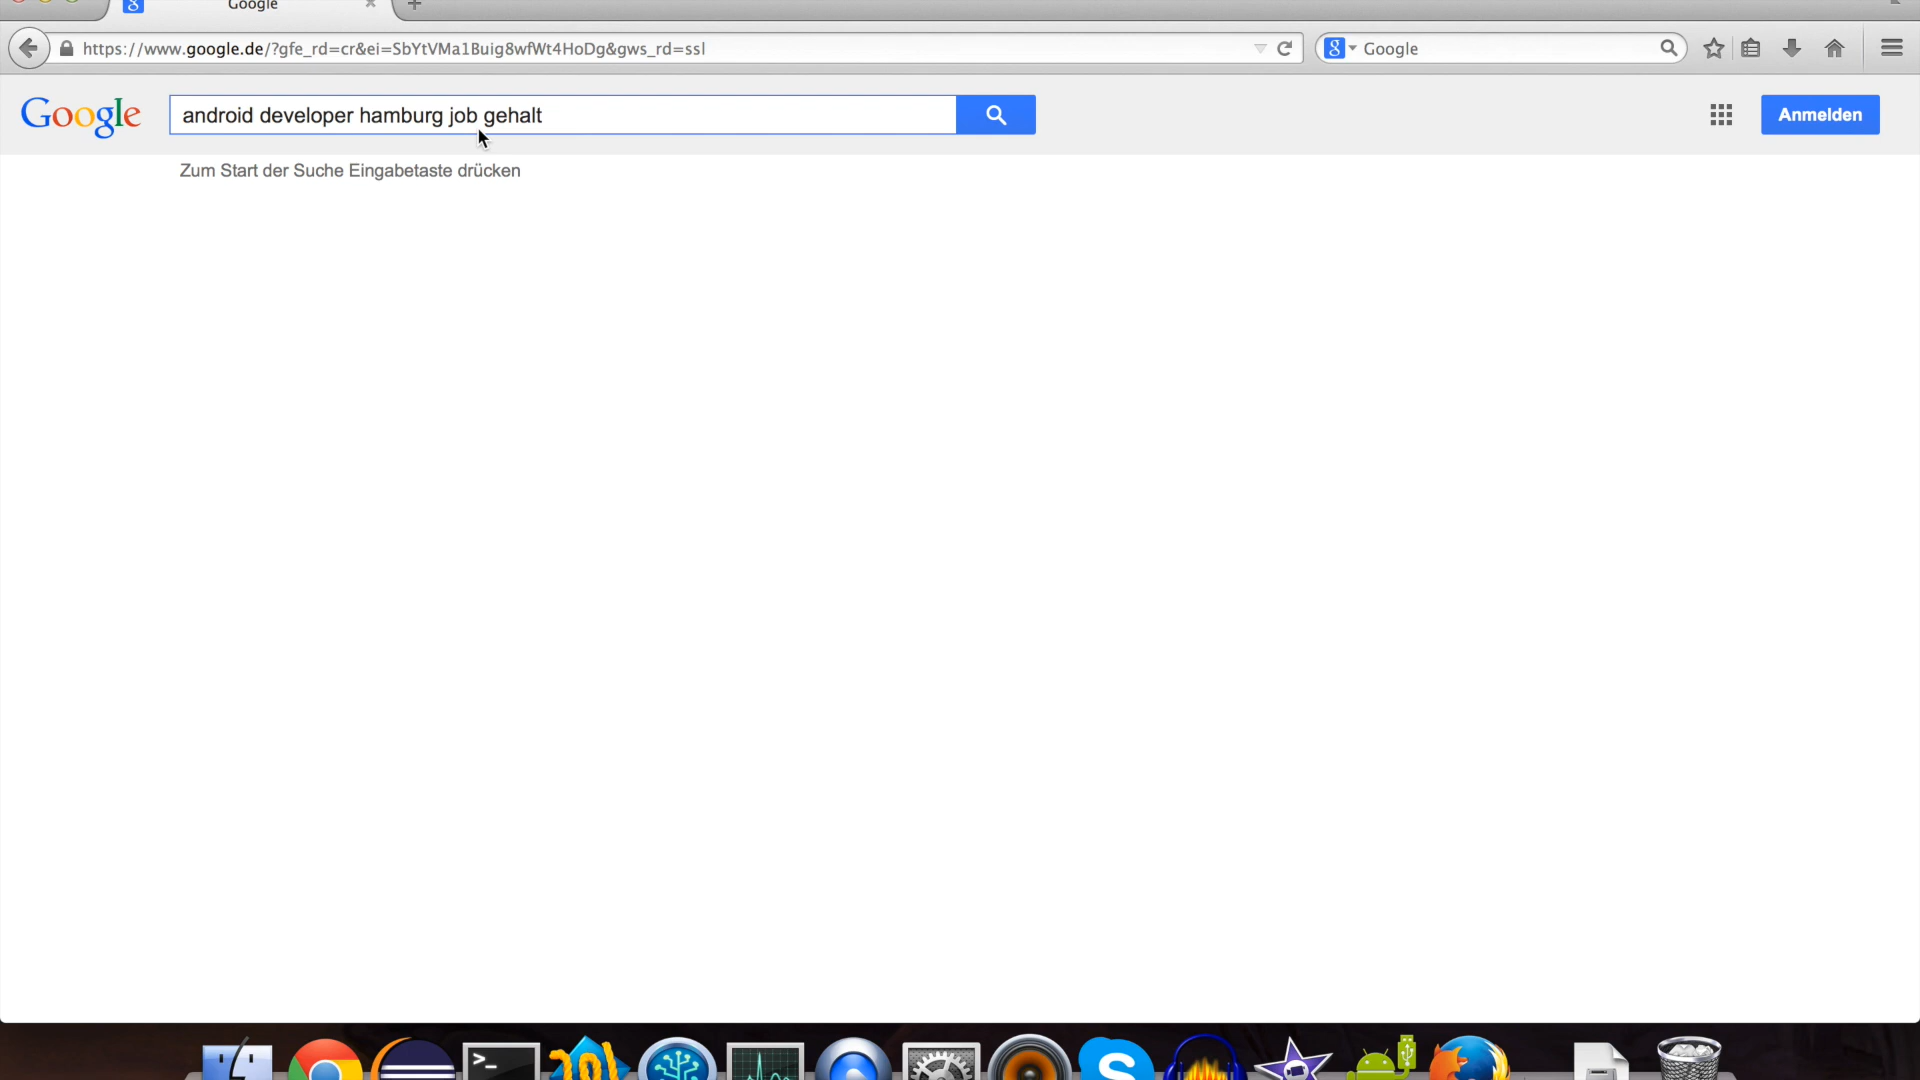 Google
https://www.google.de/?gfe_rd=cr&ei=SbYtVMa1Buig8wfWt4HoDg&gws_rd=ssl
Google
Google
android developer hamburg job gehalt
Anmelden
Zum Start der Suche Eingabetaste drücken